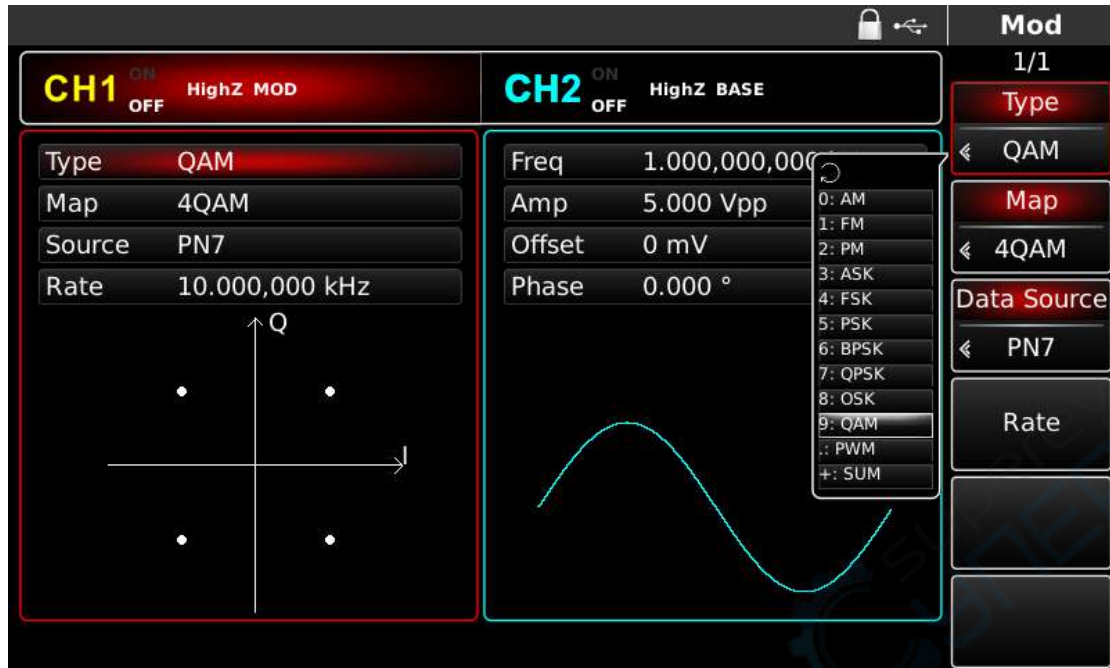 Mod
1/1
CH1 ON OFF HighZ MOD
CH2 ON OFF HighZ BASE
Type QAM
Map 4QAM
Source PN7
Rate 10.000,000 kHz
Q
I
Freq 1.000,000,000
Amp 5.000 Vpp
Offset 0 mV
Phase 0.000 °
0: AM
1: FM
2: PM
3: ASK
4: FSK
5: PSK
6: BPSK
7: QPSK
8: OSK
9: QAM
.: PWM
+: SUM
Type
QAM
Map
4QAM
Data Source
PN7
Rate